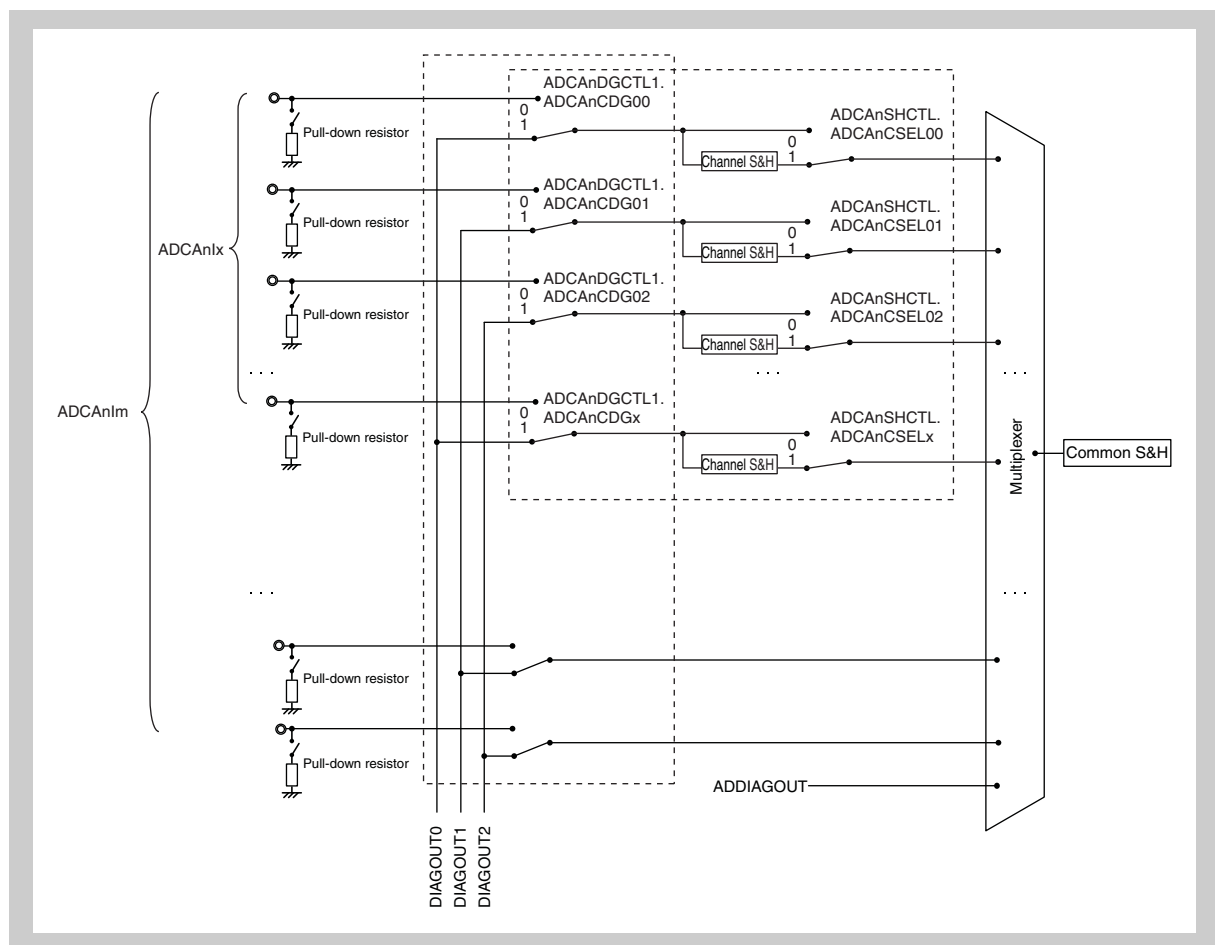 ADCAnDGCTL1.
ADCAnCDG00
0
1
Pull-down resistor
ADCAnSHCTL.
ADCAnCSEL00
0
1
Channel S&H
ADCAnDGCTL1.
ADCAnCDG01
0
1
Pull-down resistor
ADCAnSHCTL.
ADCAnCSEL01
0
1
Channel S&H
ADCAnIx
ADCAnDGCTL1.
ADCAnCDG02
0
1
Pull-down resistor
ADCAnSHCTL.
ADCAnCSEL02
0
1
Channel S&H
. . .
. . .
. . .
ADCAnIm
ADCAnDGCTL1.
ADCAnCDGx
0
1
Pull-down resistor
ADCAnSHCTL.
ADCAnCSELx
0
1
Channel S&H
Multiplexer
Common S&H
. . .
. . .
Pull-down resistor
Pull-down resistor
ADDIAGOUT
DIAGOUT0
DIAGOUT1
DIAGOUT2